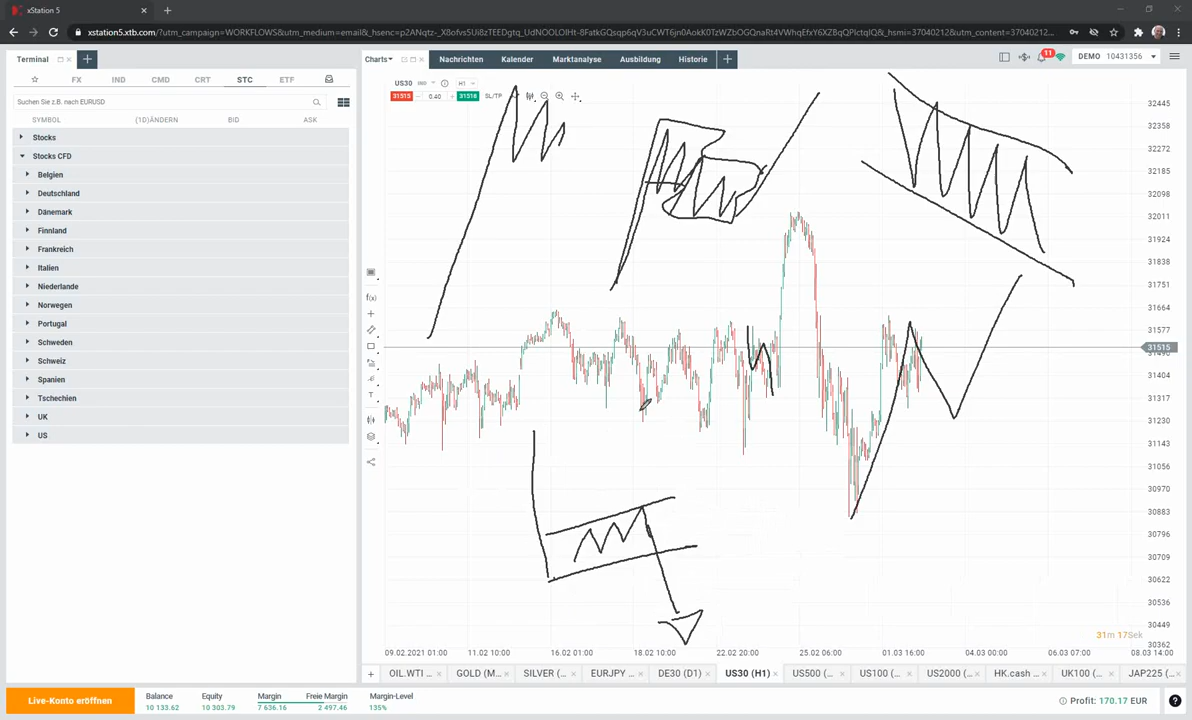 xStation 5
xstation5.xtb.com/?utm_campaign=WORKFLOWS&utm_medium=email&_hsenc=
Terminal
Charts
Nachrichten
Kalender
Marktanalyse
Ausbildung
Historie
11
DEMO 10431356
FX IND CMD CRT STC ETF
US30 H1
31515 0.40 31518 SL/TP
Suchen Sie z.B. nach EURUSD
SYMBOL (1D)ÄNDERN BID ASK
Stocks
Stocks CFD
Belgien
Deutschland
Dänemark
Finnland
Frankreich
Italien
Niederlande
Norwegen
Portugal
Schweden
Schweiz
Spanien
Tschechien
UK
US
f(x)
T
32445
32358
32272
32185
32098
32011
31924
31838
31751
31664
31577
31515
31404
31317
31230
31143
31056
30970
30883
30796
30709
30622
30536
30449
30362
31m 17Sek
09.02.2021 01:00 11.02 10:00 16.02 01:00 18.02 10:00 22.02 20:00 25.02 06:00 01.03 16:00 04.03 00:00 06.03 07:00 08.03 14:00
OIL.WTI ... GOLD (M... SILVER (... EURJPY ... DE30 (D1) US30 (H1) US500 (... US100 (... US2000 (... HK.cash ... UK100 (... JAP225 (...
Live-Konto eröffnen
Balance Equity Margin Freie Margin Margin-Level
10 133.62 10 303.79 7 636.16 2 497.46 135%
Profit: 170.17 EUR